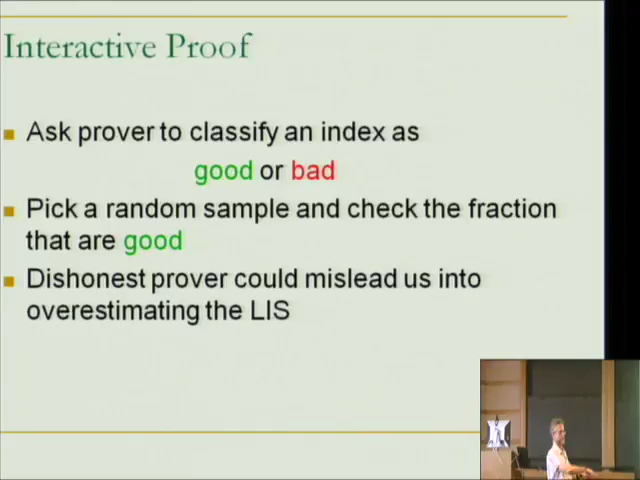 Interactive Proof
Ask prover to classify an index as
good or bad
Pick a random sample and check the fraction
that are good
Dishonest prover could mislead us into
overestimating the LIS